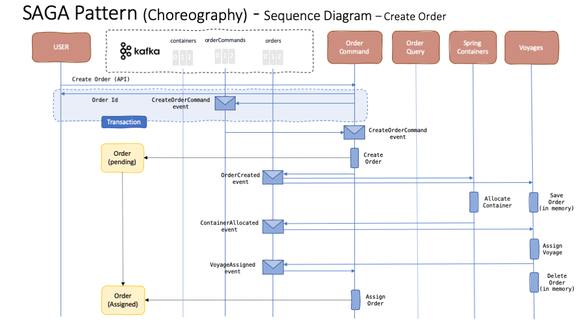 SAGA Pattern (Choreography) - Sequence Diagram – Create Order
USER
kafka
containers
orderCommands
orders
Order
Command
Order
Query
Spring
Containers
Voyages
Create Order (API)
Order Id
CreateOrderCommand
event
Transaction
CreateOrderCommand
event
Order
(pending)
Create
Order
OrderCreated
event
Allocate
Container
Save
Order
(in memory)
ContainerAllocated
event
Assign
Voyage
VoyageAssigned
event
Delete
Order
(in memory)
Order
(Assigned)
Assign
Order